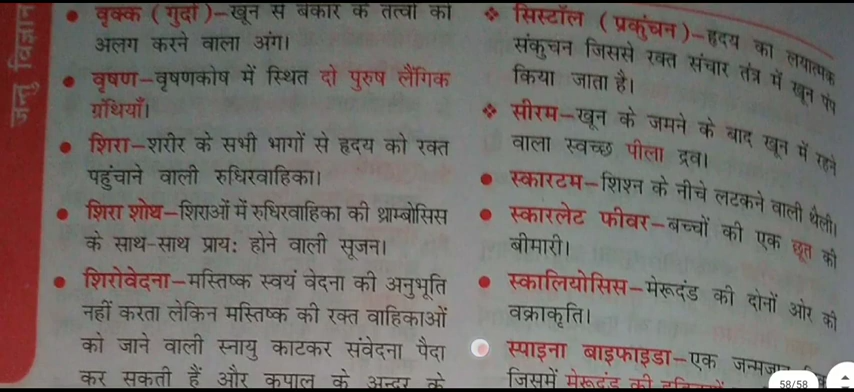 जन्तु विज्ञान
वृक्क (गुर्दा)–खून से बेकार के तत्वों को
अलग करने वाला अंग।
वृषण–वृषणकोष में स्थित दो पुरुष लैंगिक
ग्रंथियाँ।
शिरा–शरीर के सभी भागों से हृदय को रक्त
पहुंचाने वाली रुधिरवाहिका।
शिरा शोथ–शिराओं में रुधिरवाहिका की थ्राम्बोसिस
के साथ-साथ प्राय: होने वाली सूजन।
शिरोवेदना–मस्तिष्क स्वयं वेदना की अनुभूति
नहीं करता लेकिन मस्तिष्क की रक्त वाहिकाओं
को जाने वाली स्नायु काटकर संवेदना पैदा
कर सकती हैं और कपाल के अन्दर के
सिस्टॉल (प्रकुंचन)–हृदय का लयात्मक
संकुचन जिससे रक्त संचार तंत्र में खून पंप
किया जाता है।
सीरम–खून के जमने के बाद खून में रहने
वाला स्वच्छ पीला द्रव।
स्कारटम–शिश्न के नीचे लटकने वाली थैली।
स्कारलेट फीवर–बच्चों की एक छूत की
बीमारी।
स्कालियोसिस–मेरूदंड की दोनों ओर की
वक्राकृति।
स्पाइना बाइफाइडा–एक
जिसमें मेरूदंड की
58/58